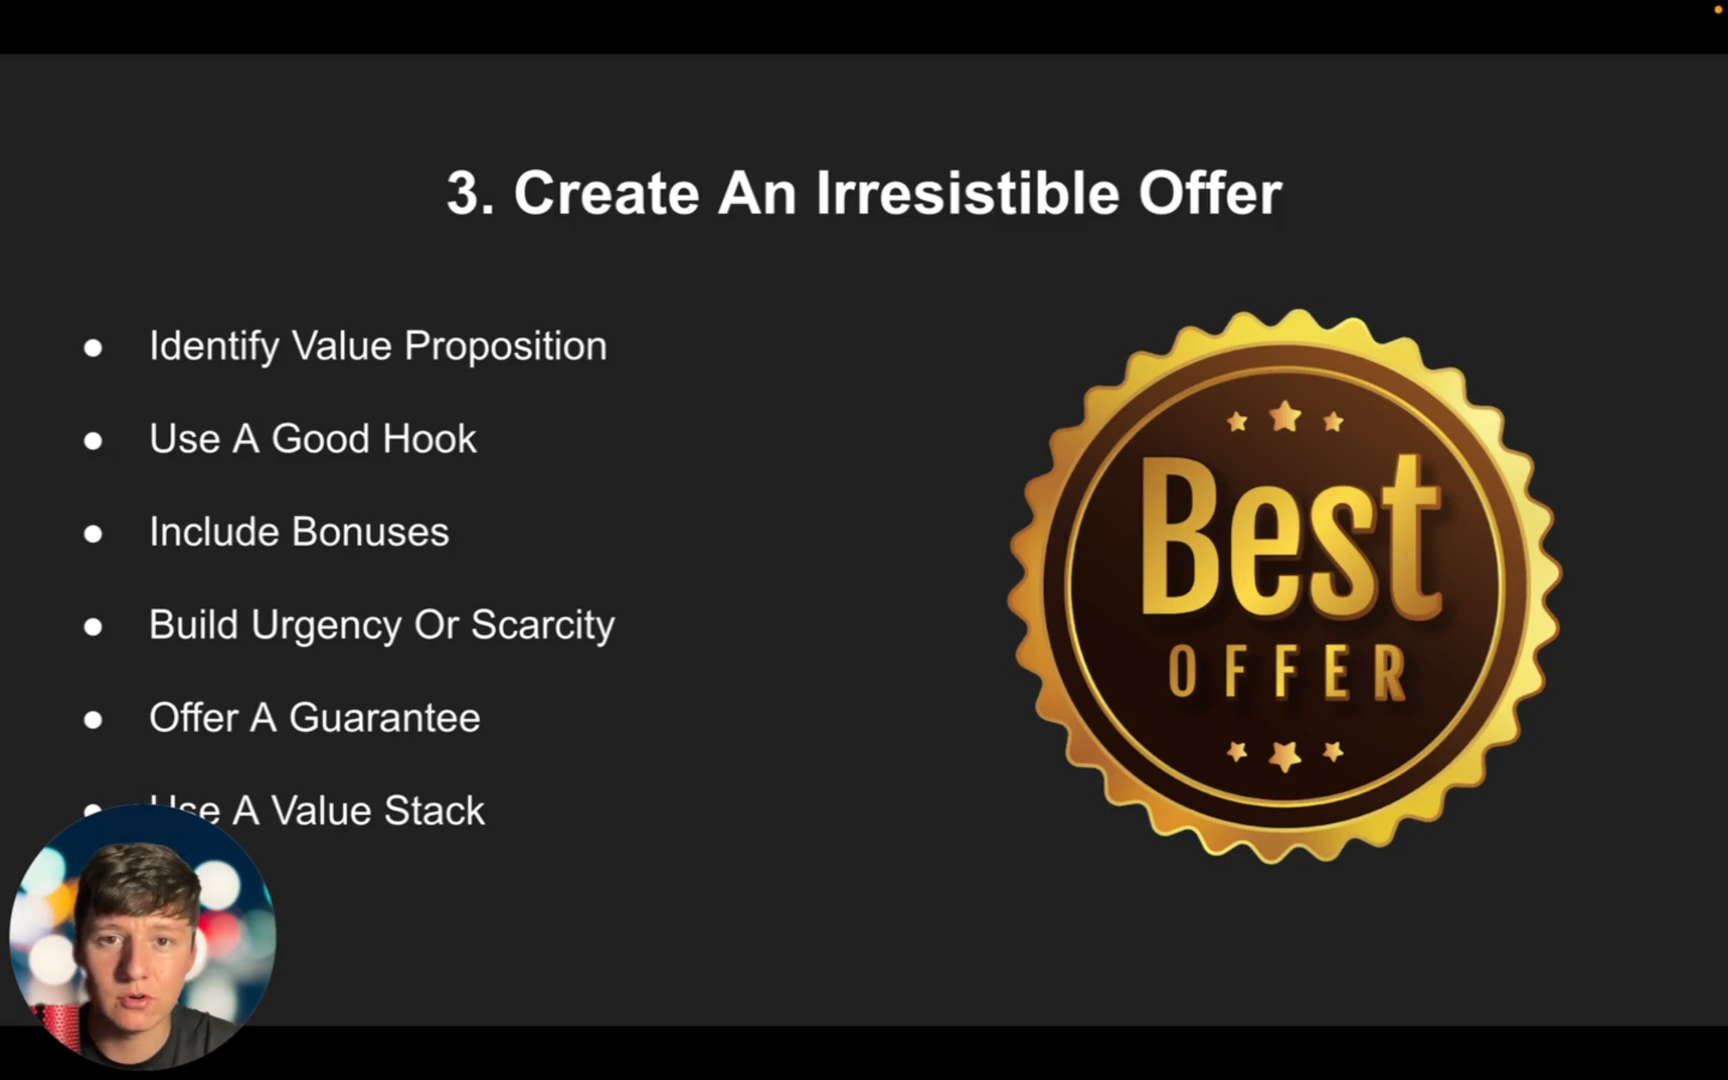 3. Create An Irresistible Offer
● Identify Value Proposition
● Use A Good Hook
● Include Bonuses
● Build Urgency Or Scarcity
● Offer A Guarantee
● Use A Value Stack
Best
OFFER